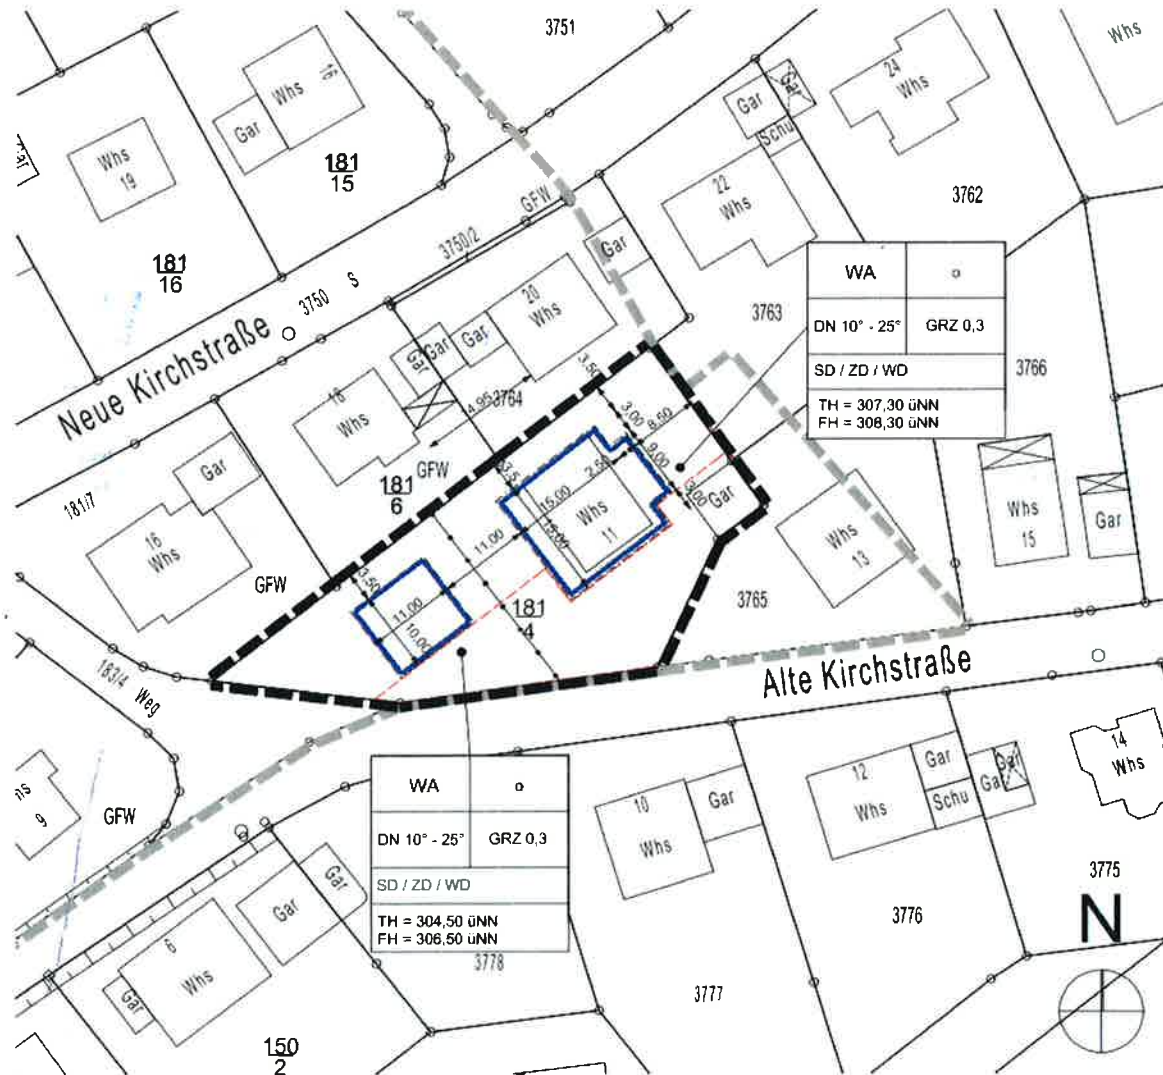 3751
Whs
16
Whs
Gar
181
15
Whs
19
181
16
24
Whs
Gar
Gar
Schu
22
Whs
3762
GFW
3750/2
Gar
3750 S
Neue Kirchstraße
20
Whs
Gar
Gar
Gar
3763
WA
o
DN 10° - 25°
GRZ 0,3
SD / ZD / WD
TH = 307,30 üNN
FH = 308,30 üNN
3766
18
Whs
4.95
3764
3.50
3,00
8.50
9,00
3,00
GFW
181
6
3,5
2,50
15,00
15,00
Whs
11
Gar
181/7
Gar
16
Whs
GFW
11,00
3,50
11,00
10,00
181
4
Whs
13
Whs
15
Gar
3765
183/4 Weg
Alte Kirchstraße
9
GFW
WA
o
DN 10° - 25°
GRZ 0,3
SD / ZD / WD
TH = 304,50 üNN
FH = 306,50 üNN
10
Whs
Gar
12
Whs
Gar
Schu
Gar
14
Whs
3775
Gar
Gar
Whs
Gar
3778
3777
3776
N
150
2